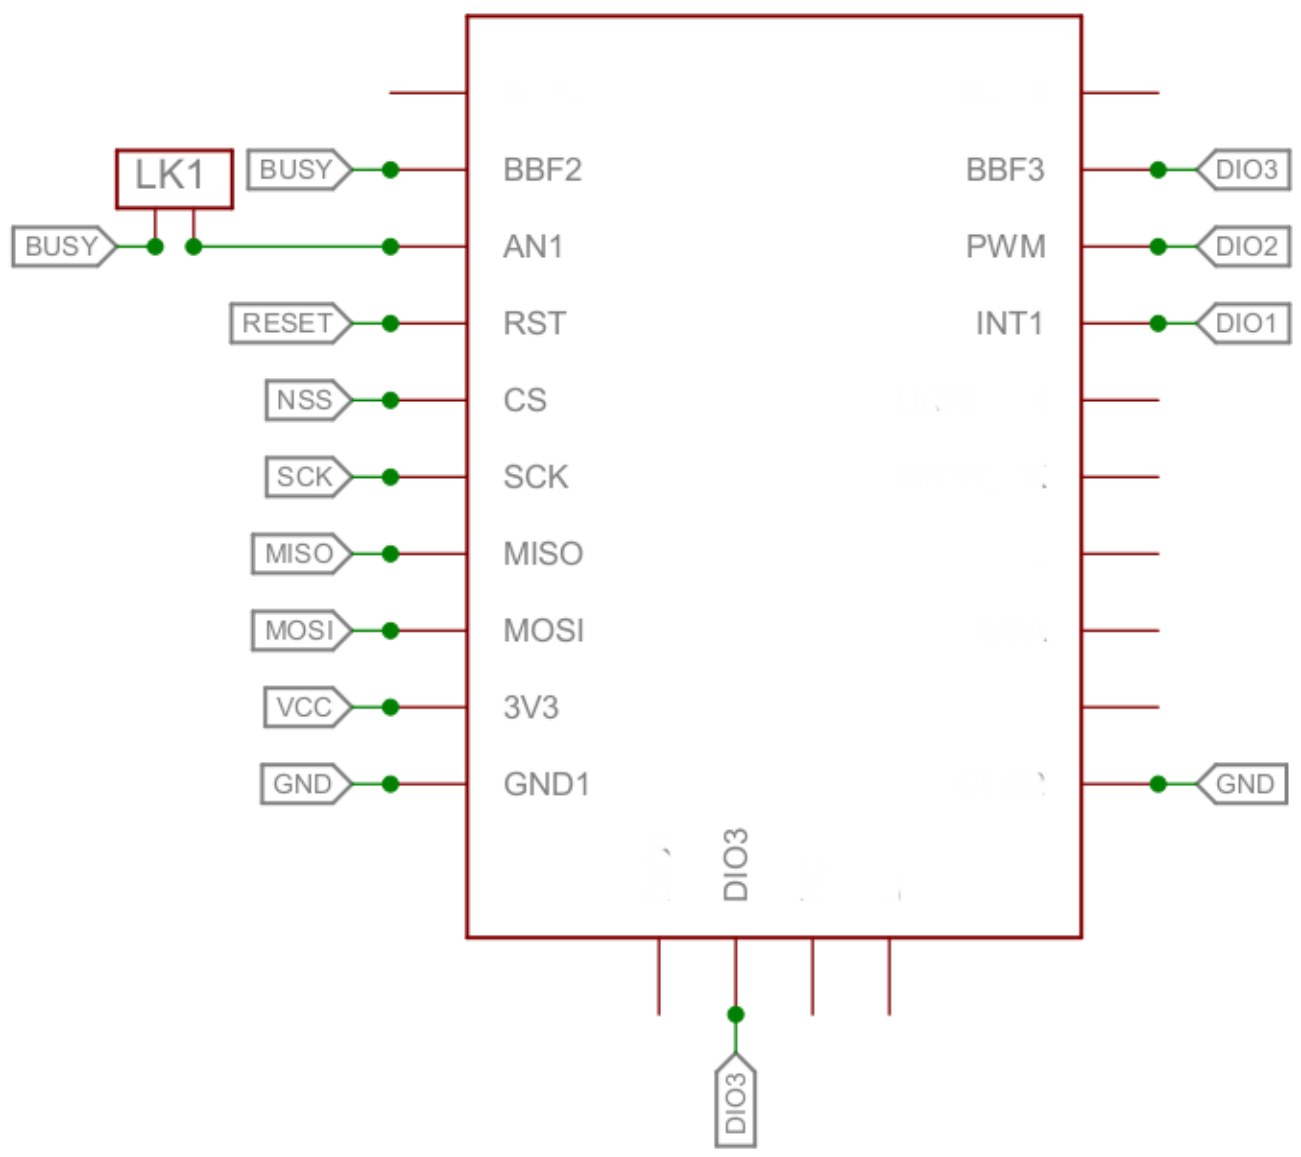 LK1
BUSY BBF2 BBF3 DIO3
BUSY AN1 PWM DIO2
RESET RST INT1 DIO1
NSS CS
SCK SCK
MISO MISO
MOSI MOSI
VCC 3V3
GND GND1 GND
DIO3
DIO3